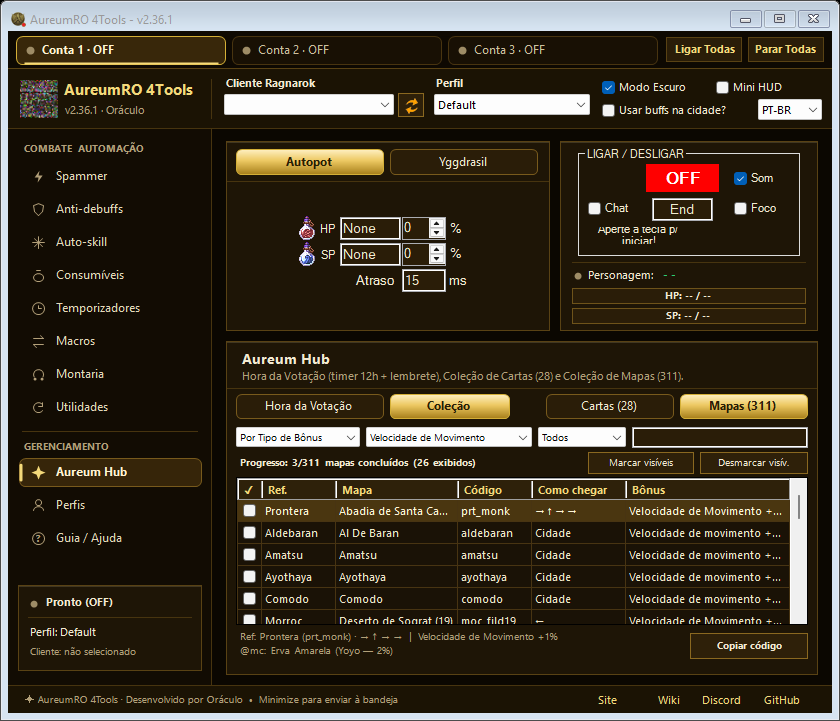 AureumRO 4Tools - v2.36.1
Conta 1 · OFF
Conta 2 · OFF
Conta 3 · OFF
Ligar Todas
Parar Todas
AureumRO 4Tools
v2.36.1 · Oráculo
Cliente Ragnarok
Perfil
Default
Modo Escuro
Mini HUD
Usar buffs na cidade?
PT-BR
COMBATE AUTOMAÇÃO
Spammer
Anti-debuffs
Auto-skill
Consumíveis
Temporizadores
Macros
Montaria
Utilidades
GERENCIAMENTO
Aureum Hub
Perfis
Guia / Ajuda
Pronto (OFF)
Perfil: Default
Cliente: não selecionado
Autopot
Yggdrasil
HP None 0 %
SP None 0 %
Atraso 15 ms
LIGAR / DESLIGAR
OFF
Som
Chat
End
Foco
Aperte a tecla p/
iniciar!
Personagem: - -
HP: -- / --
SP: -- / --
Aureum Hub
Hora da Votação (timer 12h + lembrete), Coleção de Cartas (28) e Coleção de Mapas (311).
Hora da Votação
Coleção
Cartas (28)
Mapas (311)
Por Tipo de Bônus
Velocidade de Movimento
Todos
Progresso: 3/311 mapas concluídos (26 exibidos)
Marcar visíveis
Desmarcar visív.
✓ Ref. Mapa Código Como chegar Bônus
Prontera Abadia de Santa Ca... prt_monk → ↑ → → Velocidade de Movimento +...
Aldebaran Al De Baran aldebaran Cidade Velocidade de movimento +...
Amatsu Amatsu amatsu Cidade Velocidade de movimento +...
Ayothaya Ayothaya ayothaya Cidade Velocidade de movimento +...
Comodo Comodo comodo Cidade Velocidade de movimento +...
Morroc Deserto de Sograt (19) moc_fild19 ← Velocidade de Movimento +...
Ref: Prontera (prt_monk) · → ↑ → → | Velocidade de Movimento +1%
@mc: Erva Amarela (Yoyo — 2%)
Copiar código
AureumRO 4Tools · Desenvolvido por Oráculo • Minimize para enviar à bandeja
Site
Wiki
Discord
GitHub